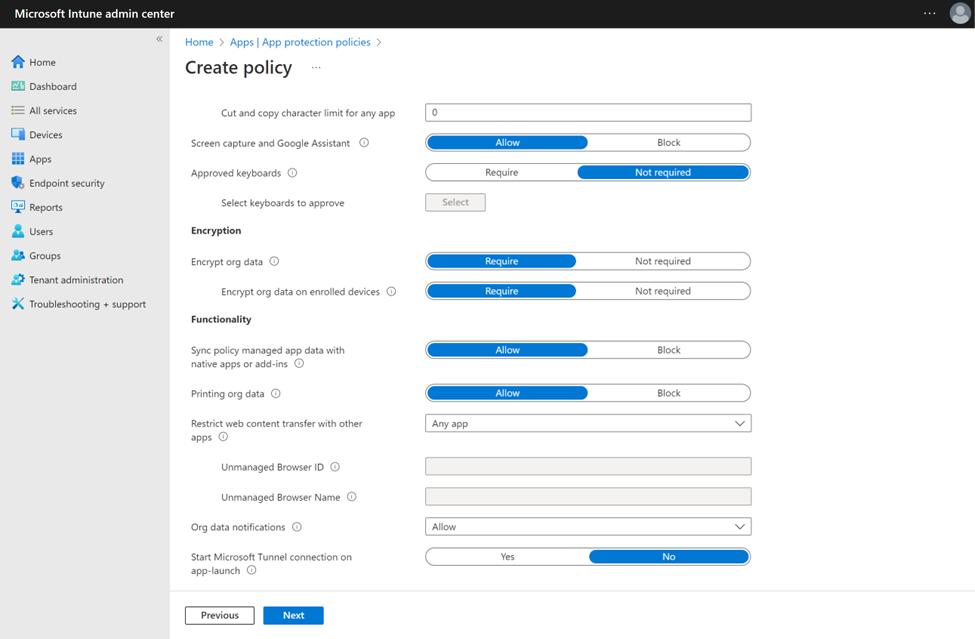 Microsoft Intune admin center
...
«
Home
Dashboard
All services
Devices
Apps
Endpoint security
Reports
Users
Groups
Tenant administration
Troubleshooting + support
Home > Apps | App protection policies >
Create policy ...
Cut and copy character limit for any app 0
Screen capture and Google Assistant Allow Block
Approved keyboards Require Not required
Select keyboards to approve Select
Encryption
Encrypt org data Require Not required
Encrypt org data on enrolled devices Require Not required
Functionality
Sync policy managed app data with
native apps or add-ins Allow Block
Printing org data Allow Block
Restrict web content transfer with other
apps Any app
Unmanaged Browser ID
Unmanaged Browser Name
Org data notifications Allow
Start Microsoft Tunnel connection on
app-launch Yes No
Previous Next